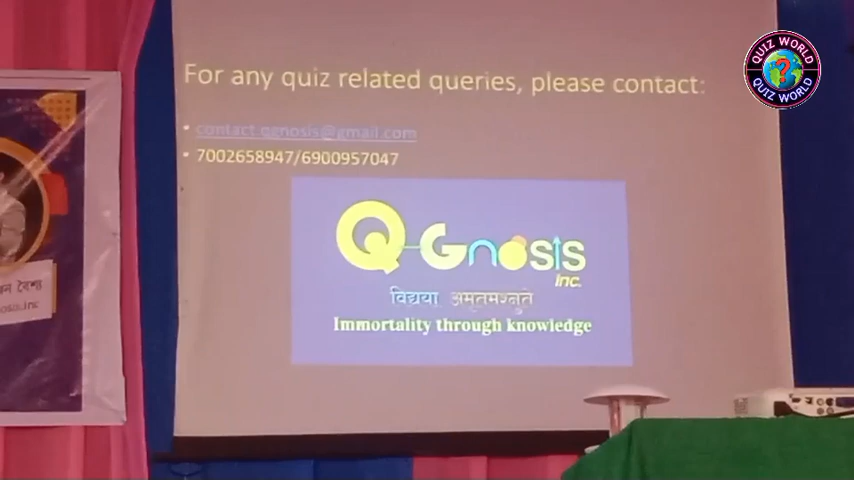 For any quiz related queries, please contact:
• contact.qgnosis@gmail.com
• 7002658947/6900957047
Q-Gnosis
Inc.
विद्यया अमृतमश्नुते
Immortality through knowledge
QUIZ WORLD
?
QUIZ WORLD
বৈশ্য